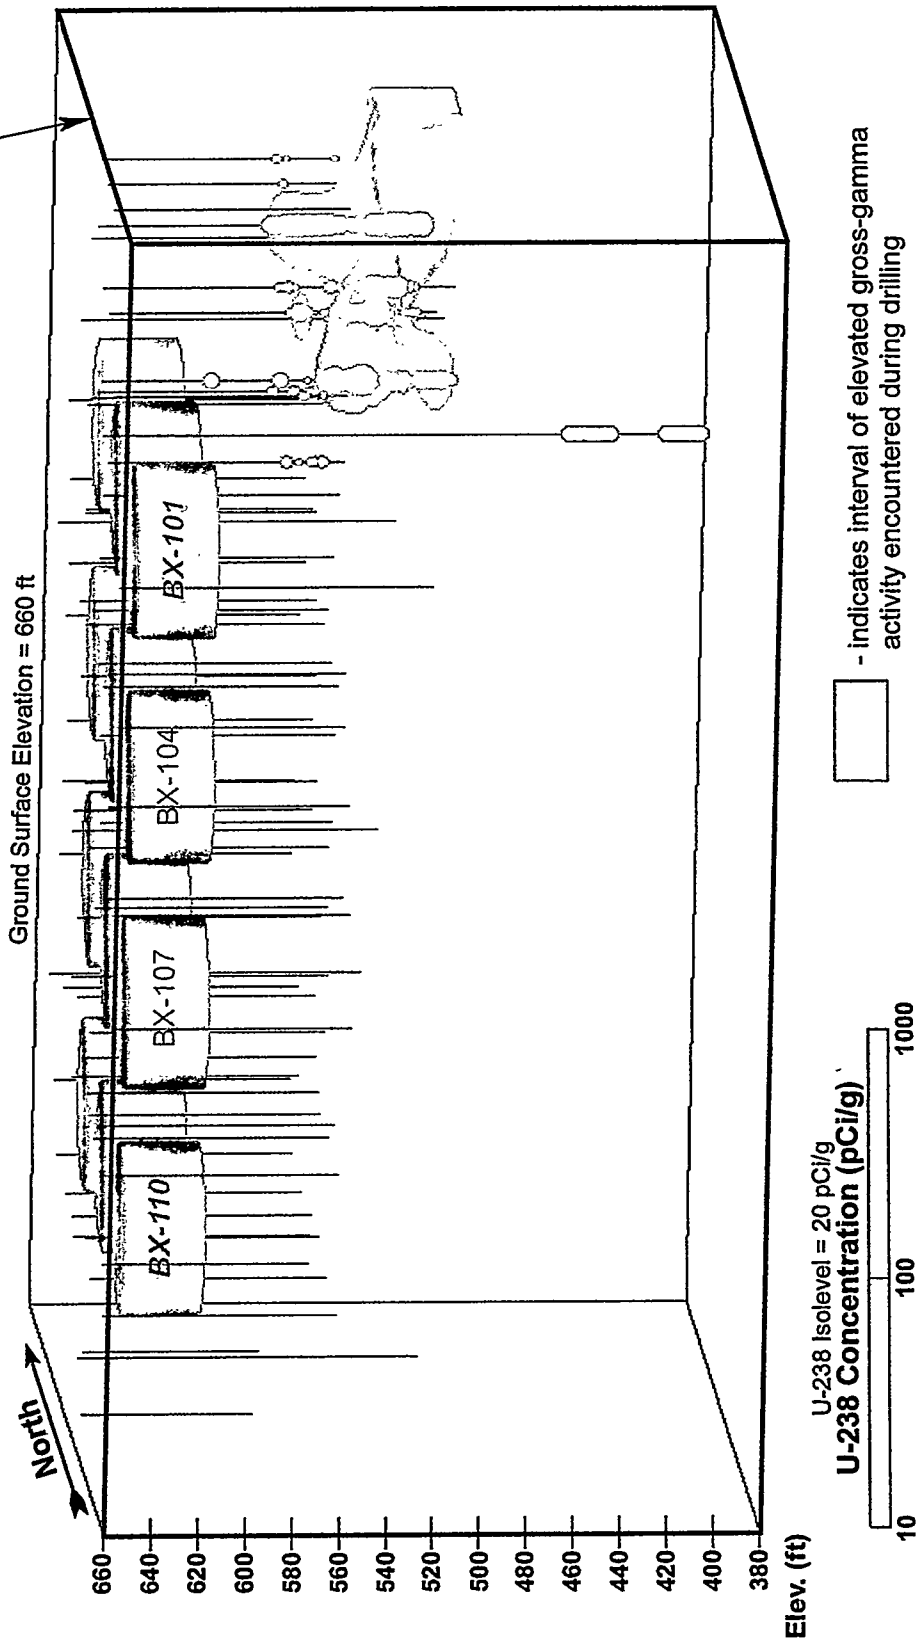 Ground Surface Elevation = 660 ft
North
BX-110
BX-107
BX-104
BX-101
660
640
620
600
580
560
540
520
500
480
460
440
420
400
380
Elev. (ft)
U-238 Isolevel = 20 pCi/g
U-238 Concentration (pCi/g)
10
100
1000
- indicates interval of elevated gross-gamma
activity encountered during drilling